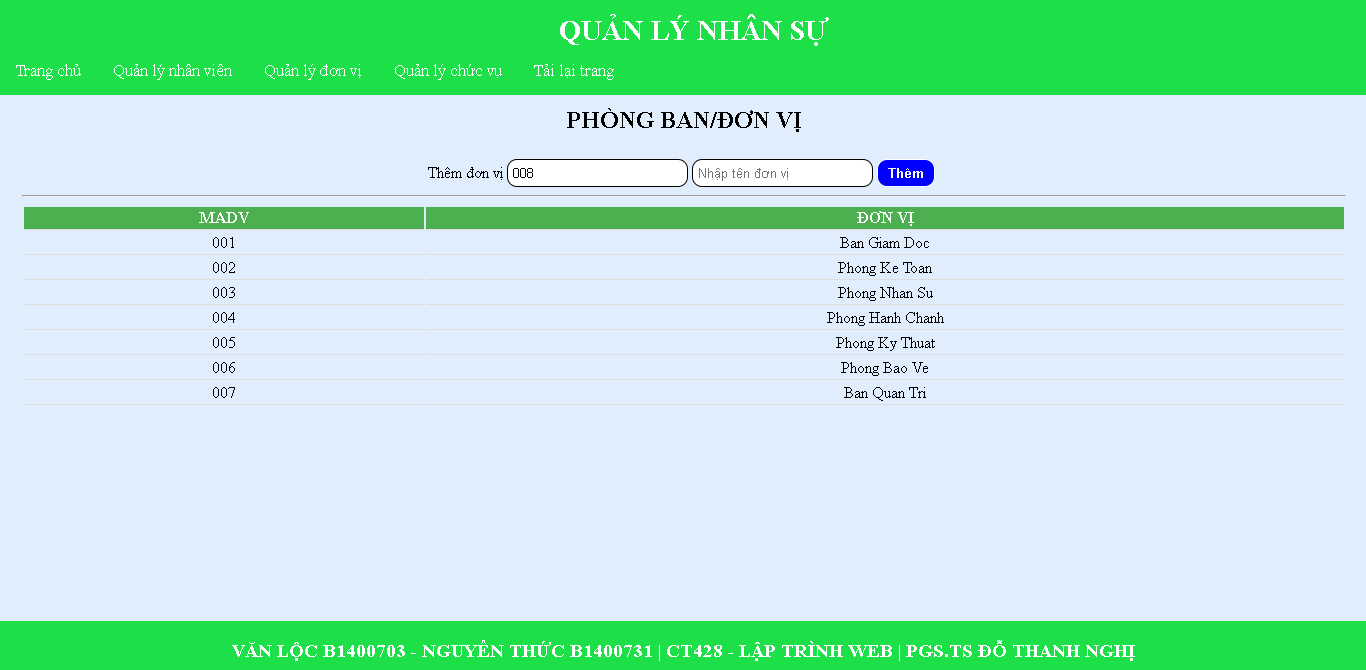 QUẢN LÝ NHÂN SỰ
Trang chủ Quản lý nhân viên Quản lý đơn vị Quản lý chức vụ Tải lại trang
PHÒNG BAN/ĐƠN VỊ
Thêm đơn vị 008 Nhập tên đơn vị Thêm
MADV ĐƠN VỊ
001 Ban Giam Doc
002 Phong Ke Toan
003 Phong Nhan Su
004 Phong Hanh Chanh
005 Phong Ky Thuat
006 Phong Bao Ve
007 Ban Quan Tri
VĂN LỘC B1400703 - NGUYỄN THỨC B1400731 | CT428 - LẬP TRÌNH WEB | PGS.TS ĐỖ THANH NGHỊ